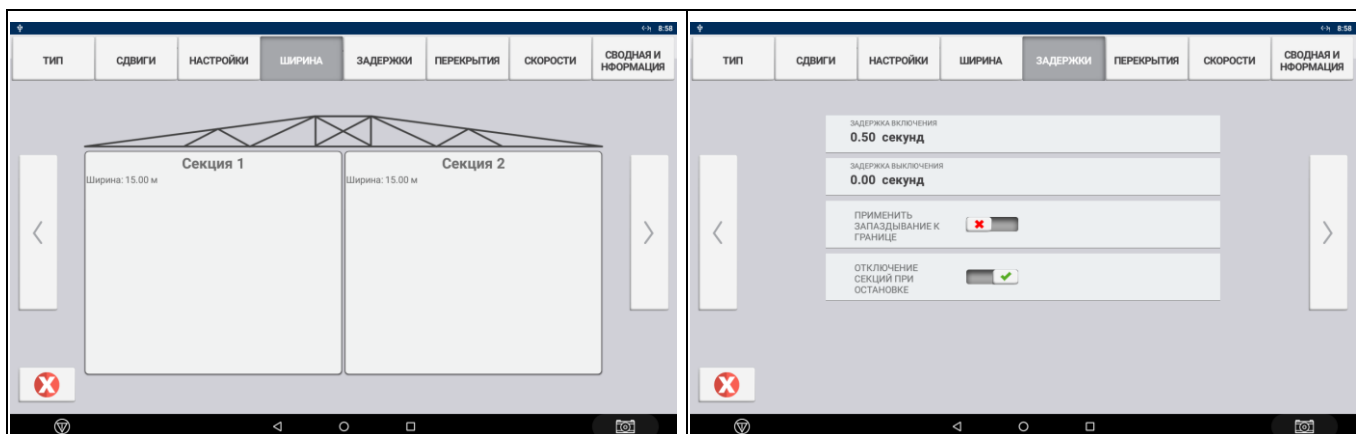 8:58
ТИП СДВИГИ НАСТРОЙКИ ШИРИНА ЗАДЕРЖКИ ПЕРЕКРЫТИЯ СКОРОСТИ СВОДНАЯ И
НФОРМАЦИЯ
Секция 1 Секция 2
Ширина: 15.00 м Ширина: 15.00 м
8:58
ТИП СДВИГИ НАСТРОЙКИ ШИРИНА ЗАДЕРЖКИ ПЕРЕКРЫТИЯ СКОРОСТИ СВОДНАЯ И
НФОРМАЦИЯ
ЗАДЕРЖКА ВКЛЮЧЕНИЯ
0.50 секунд
ЗАДЕРЖКА ВЫКЛЮЧЕНИЯ
0.00 секунд
ПРИМЕНИТЬ
ЗАПАЗДЫВАНИЕ К
ГРАНИЦЕ
ОТКЛЮЧЕНИЕ
СЕКЦИЙ ПРИ
ОСТАНОВКЕ